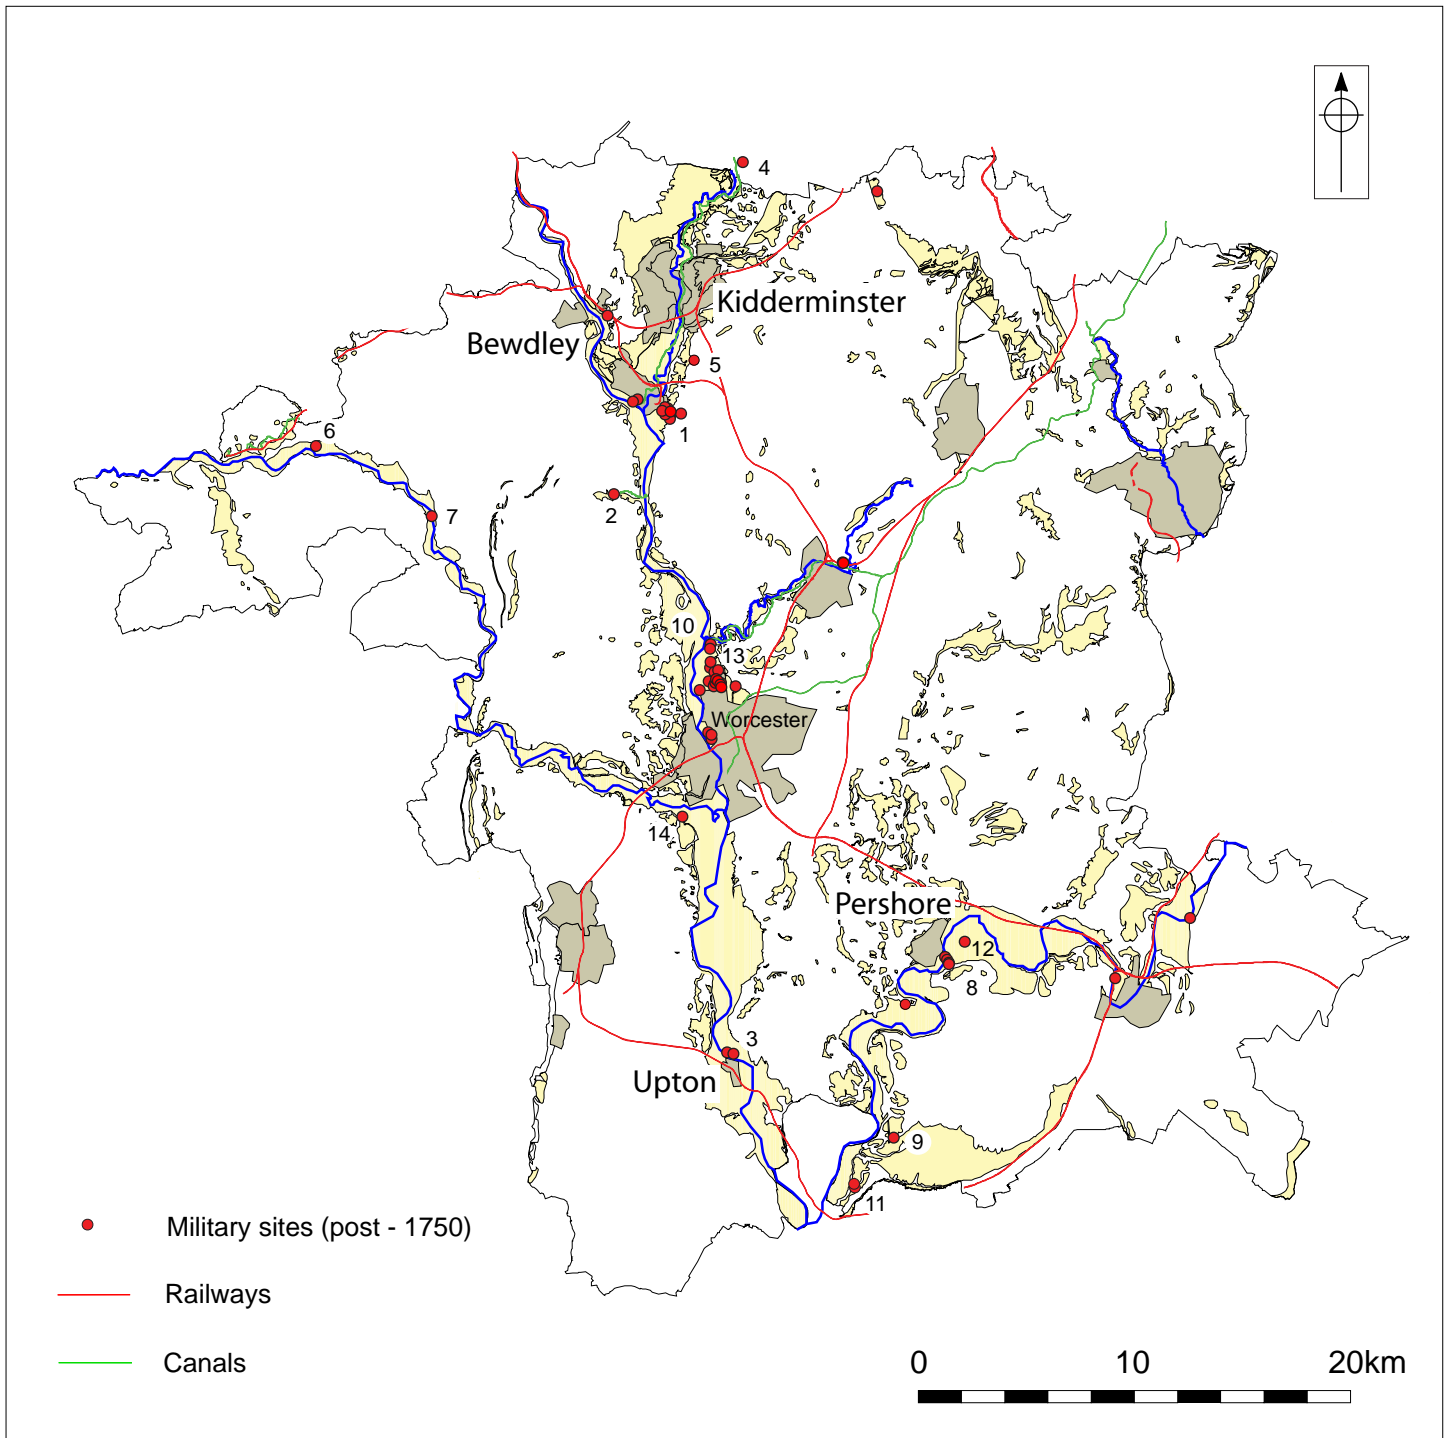 4
Kidderminster
Bewdley
5
1
6
2
7
10
13
Worcester
14
Pershore
12
8
3
Upton
9
11
Military sites (post - 1750)
Railways
Canals
0 10 20km